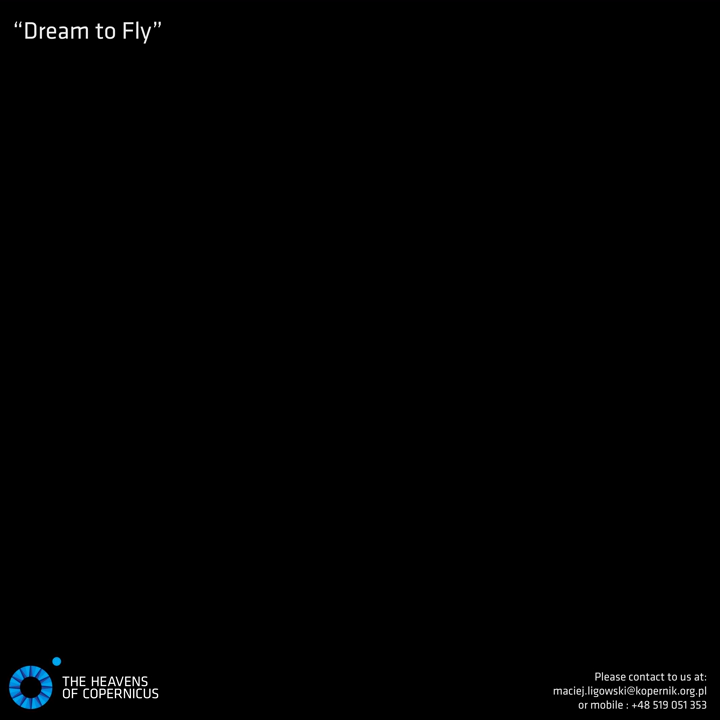 “Dream to Fly”
THE HEAVENS
OF COPERNICUS
Please contact to us at:
maciej.ligowski@kopernik.org.pl
or mobile : +48 519 051 353